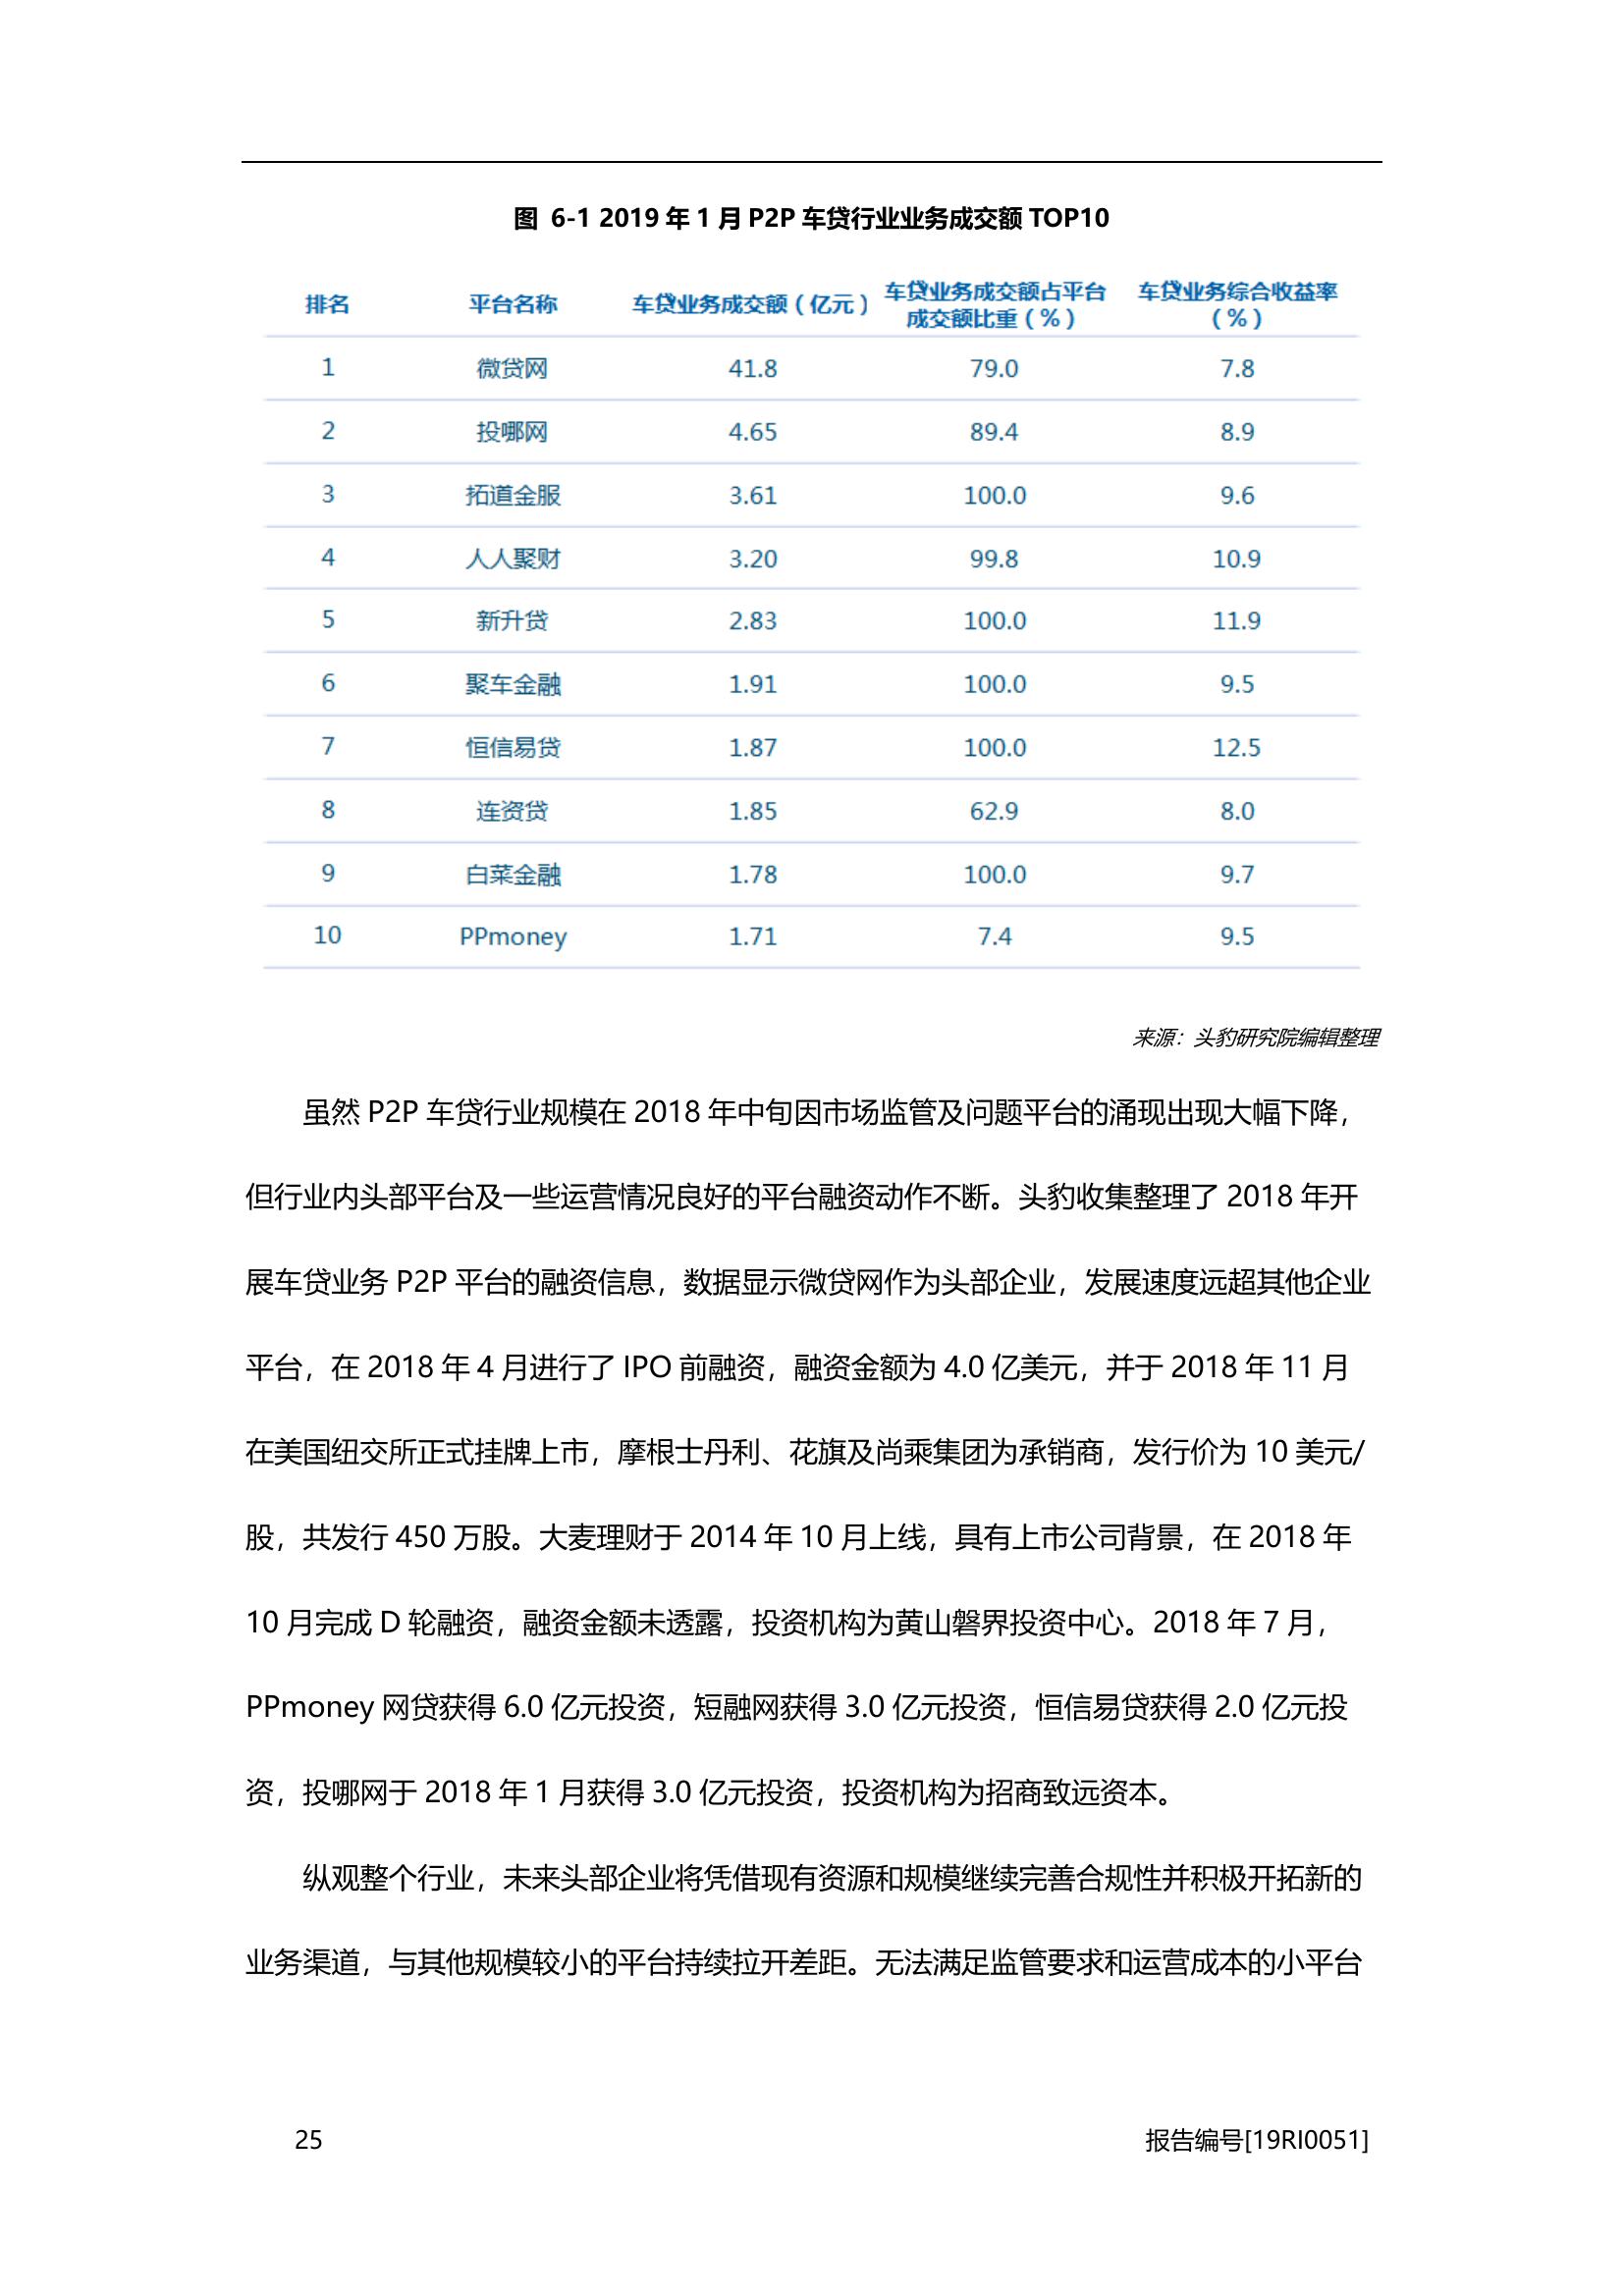 图 6-1 2019 年 1 月 P2P 车贷行业业务成交额 TOP10
排名 平台名称 车贷业务成交额（亿元） 车贷业务成交额占平台成交额比重（%） 车贷业务综合收益率（%）
1 微贷网 41.8 79.0 7.8
2 投哪网 4.65 89.4 8.9
3 拓道金服 3.61 100.0 9.6
4 人人聚财 3.20 99.8 10.9
5 新升贷 2.83 100.0 11.9
6 聚车金融 1.91 100.0 9.5
7 恒信易贷 1.87 100.0 12.5
8 连资贷 1.85 62.9 8.0
9 白菜金融 1.78 100.0 9.7
10 PPmoney 1.71 7.4 9.5
来源：头豹研究院编辑整理
虽然 P2P 车贷行业规模在 2018 年中旬因市场监管及问题平台的涌现出现大幅下降，
但行业内头部平台及一些运营情况良好的平台融资动作不断。头豹收集整理了 2018 年开
展车贷业务 P2P 平台的融资信息，数据显示微贷网作为头部企业，发展速度远超其他企业
平台，在 2018 年 4 月进行了 IPO 前融资，融资金额为 4.0 亿美元，并于 2018 年 11 月
在美国纽交所正式挂牌上市，摩根士丹利、花旗及尚乘集团为承销商，发行价为 10 美元/
股，共发行 450 万股。大麦理财于 2014 年 10 月上线，具有上市公司背景，在 2018 年
10 月完成 D 轮融资，融资金额未透露，投资机构为黄山磐界投资中心。2018 年 7 月，
PPmoney 网贷获得 6.0 亿元投资，短融网获得 3.0 亿元投资，恒信易贷获得 2.0 亿元投
资，投哪网于 2018 年 1 月获得 3.0 亿元投资，投资机构为招商致远资本。
纵观整个行业，未来头部企业将凭借现有资源和规模继续完善合规性并积极开拓新的
业务渠道，与其他规模较小的平台持续拉开差距。无法满足监管要求和运营成本的小平台
25 报告编号[19RI0051]